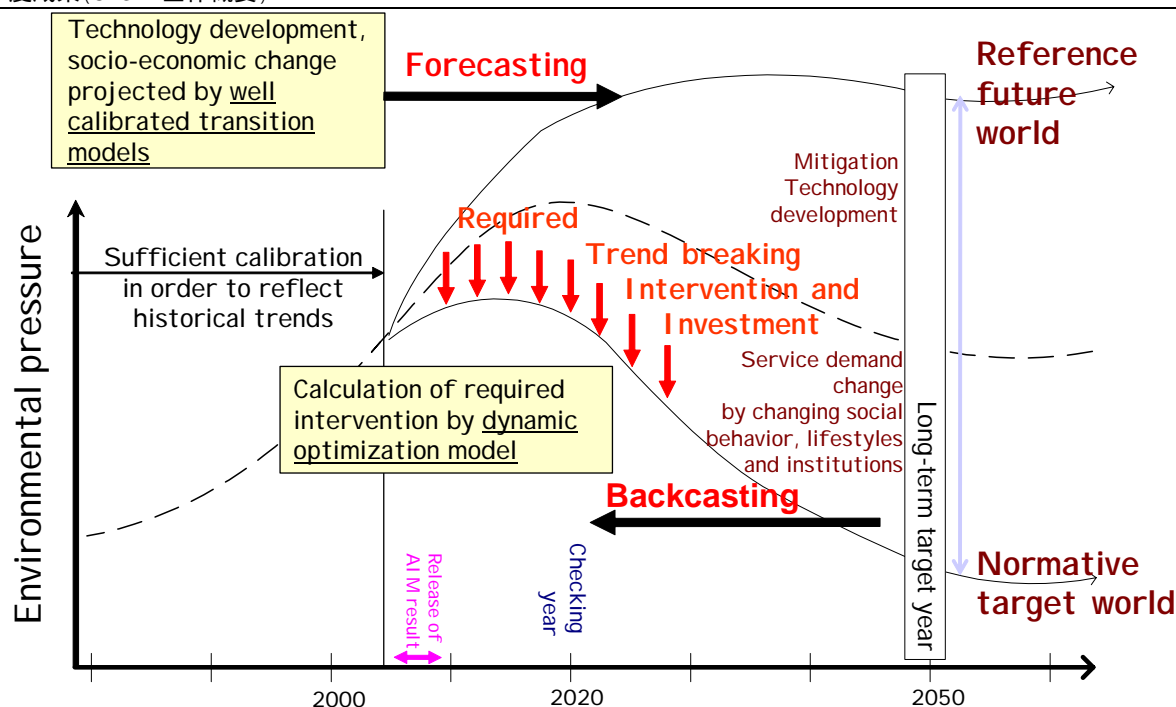 Technology development,
socio-economic change
projected by well
calibrated transition
models
Forecasting
Reference
future
world
Mitigation
Technology
development
Environmental pressure
Sufficient calibration
in order to reflect
historical trends
Required
Trend breaking
Intervention and
Investment
Calculation of required
intervention by dynamic
optimization model
Service demand
change
by changing social
behavior, lifestyles
and institutions
Long-term target year
Backcasting
Normative
target world
Release of
AIM result
Checking
year
2000
2020
2050